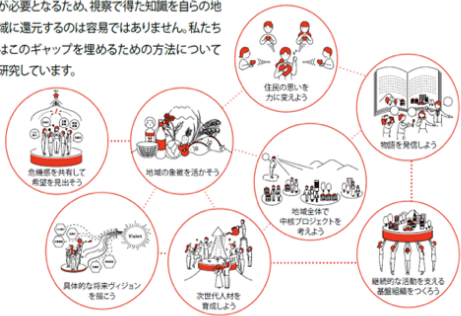 が必要となるため、視察で得た知識を自らの地
域に還元するのは容易ではありません。私たち
はこのギャップを埋めるための方法について
研究しています。
住民の思いを
力に変えよう
物語を発信しよう
危機感を共有して
希望を見出そう
地域の象徴を活かそう
地域全体で
中核プロジェクトを
考えよう
Vision
具体的な将来ヴィジョン
を描こう
次世代人材を
育成しよう
継続的な活動を支える
基盤組織をつくろう